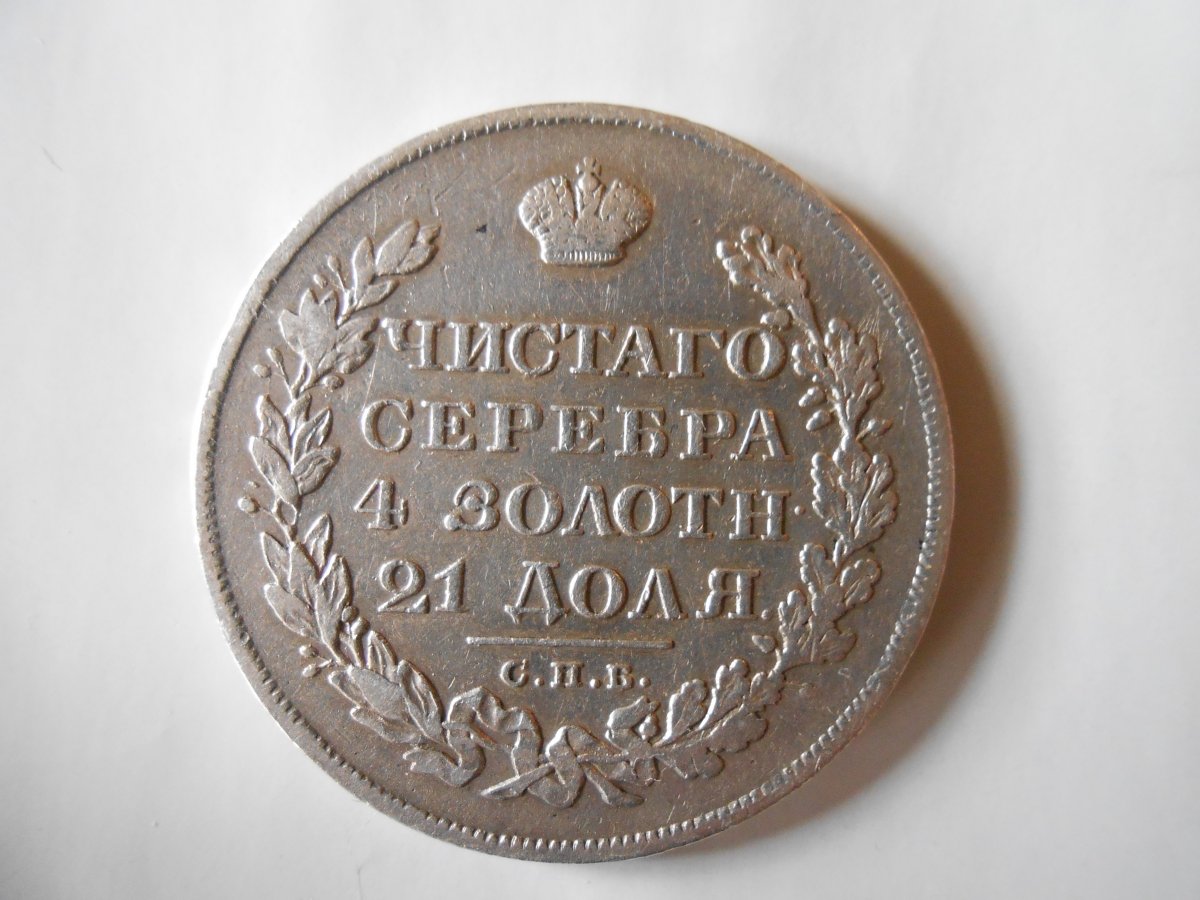 ЧИСТАГО
СЕРЕБРА
4 ЗОЛОТН·
21 ДОЛЯ.
С.П.Б.